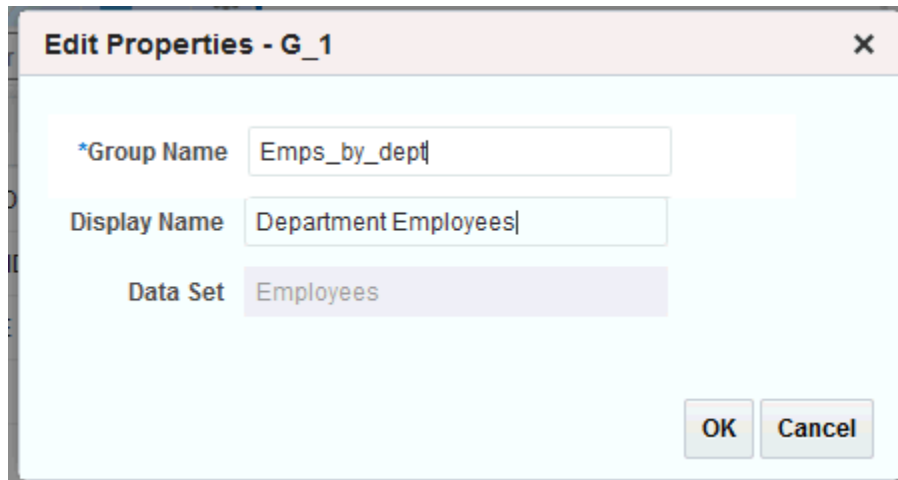 Edit Properties - G_1
*Group Name Emps_by_dept
Display Name Department Employees
Data Set Employees
OK Cancel